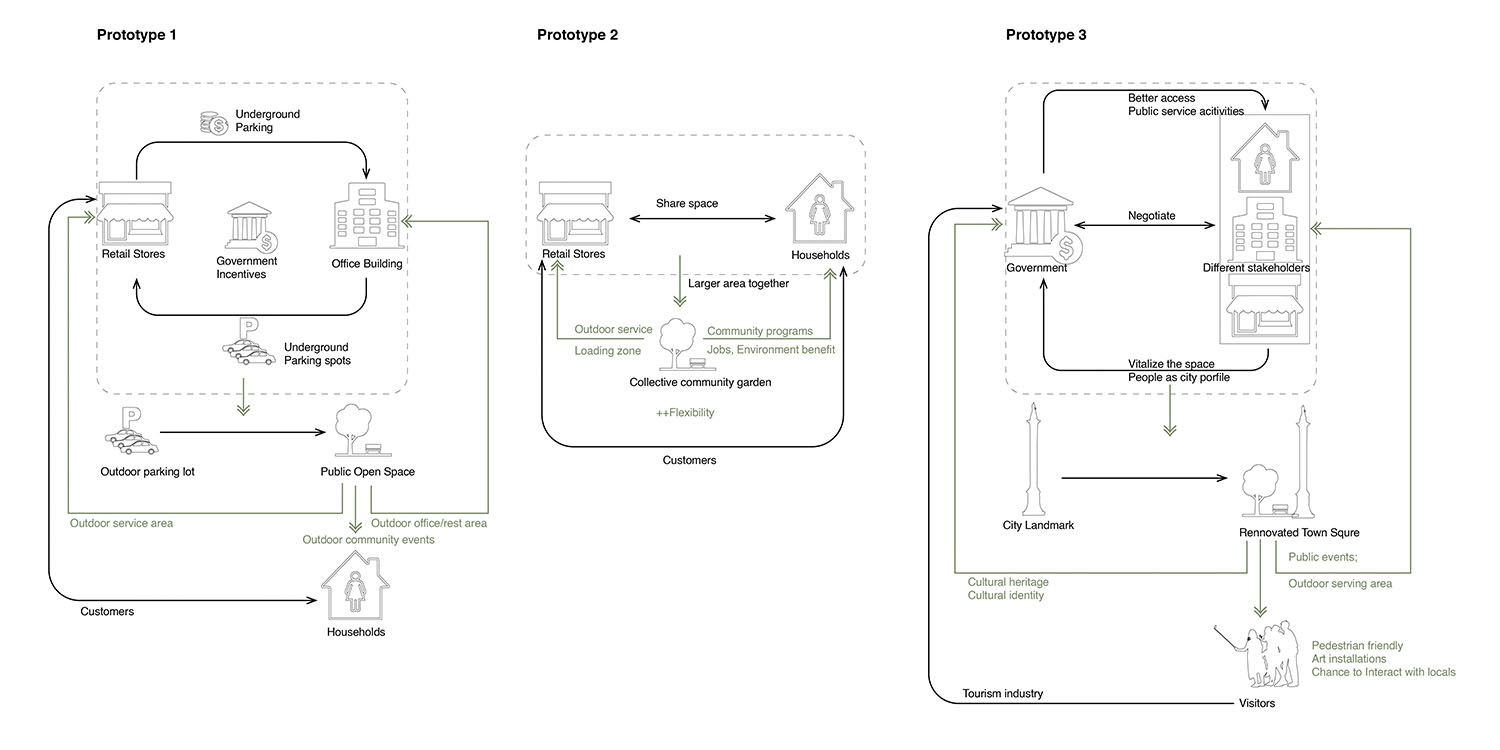 Prototype 1
Underground
Parking
Retail Stores
Government
Incentives
Office Building
P
Underground
Parking spots
P
Outdoor parking lot
Public Open Space
Outdoor service area
Outdoor office/rest area
Outdoor community events
Customers
Households
Prototype 2
Share space
Retail Stores
Households
Larger area together
Outdoor service
Loading zone
Community programs
Jobs, Environment benefit
Collective community garden
++Flexibility
Customers
Prototype 3
Better access
Public service acitivities
Negotiate
Government
Different stakeholders
Vitalize the space
People as city porfile
City Landmark
Rennovated Town Squre
Public events;
Outdoor serving area
Cultural heritage
Cultural identity
Pedestrian friendly
Art installations
Chance to Interact with locals
Tourism industry
Visitors